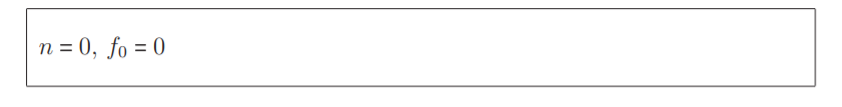 n = 0, f₀ = 0